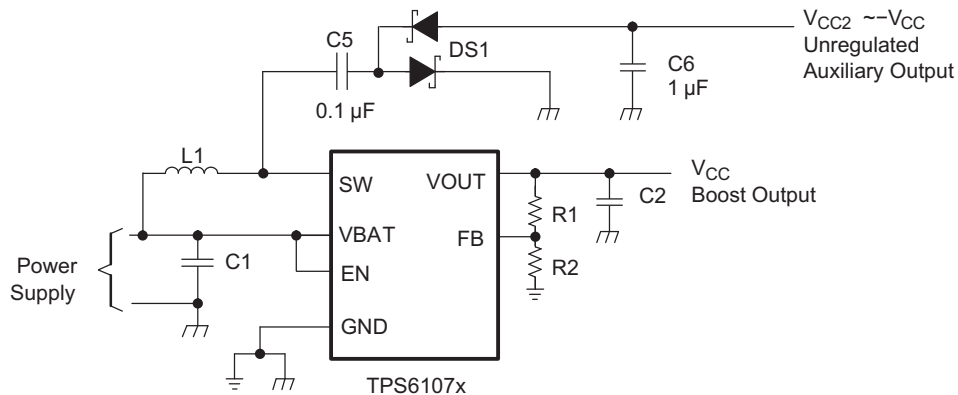 V_CC2 ~−V_CC
Unregulated
Auxiliary Output
C5
DS1
0.1 µF
C6
1 µF
L1
SW
VOUT
V_CC
Boost Output
C2
R1
VBAT
FB
Power
Supply
C1
EN
R2
GND
TPS6107x